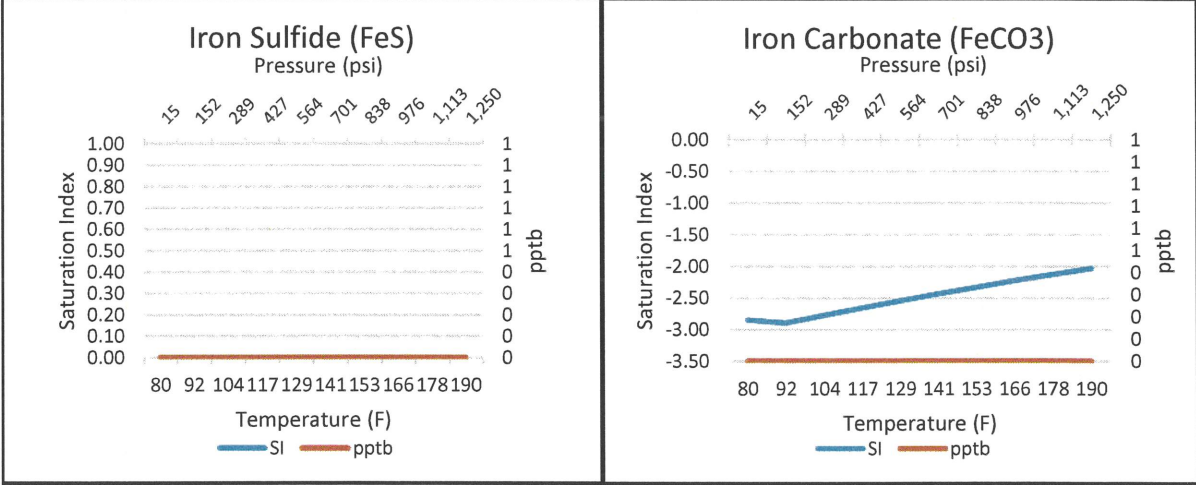 Iron Sulfide (FeS)
Pressure (psi)
15 152 289 427 564 701 838 976 1,113 1,250
1.00 1
0.90 1
0.80 1
0.70 1
0.60 1
0.50 1
0.40 0
0.30 0
0.20 0
0.10 0
0.00 0
Saturation Index
pptb
80 92 104 117 129 141 153 166 178 190
Temperature (F)
SI pptb
Iron Carbonate (FeCO3)
Pressure (psi)
15 152 289 427 564 701 838 976 1,113 1,250
0.00
-0.50
-1.00
-1.50
-2.00
-2.50
-3.00
-3.50
Saturation Index
1
1
1
1
1
1
0
0
0
0
0
pptb
80 92 104 117 129 141 153 166 178 190
Temperature (F)
SI pptb